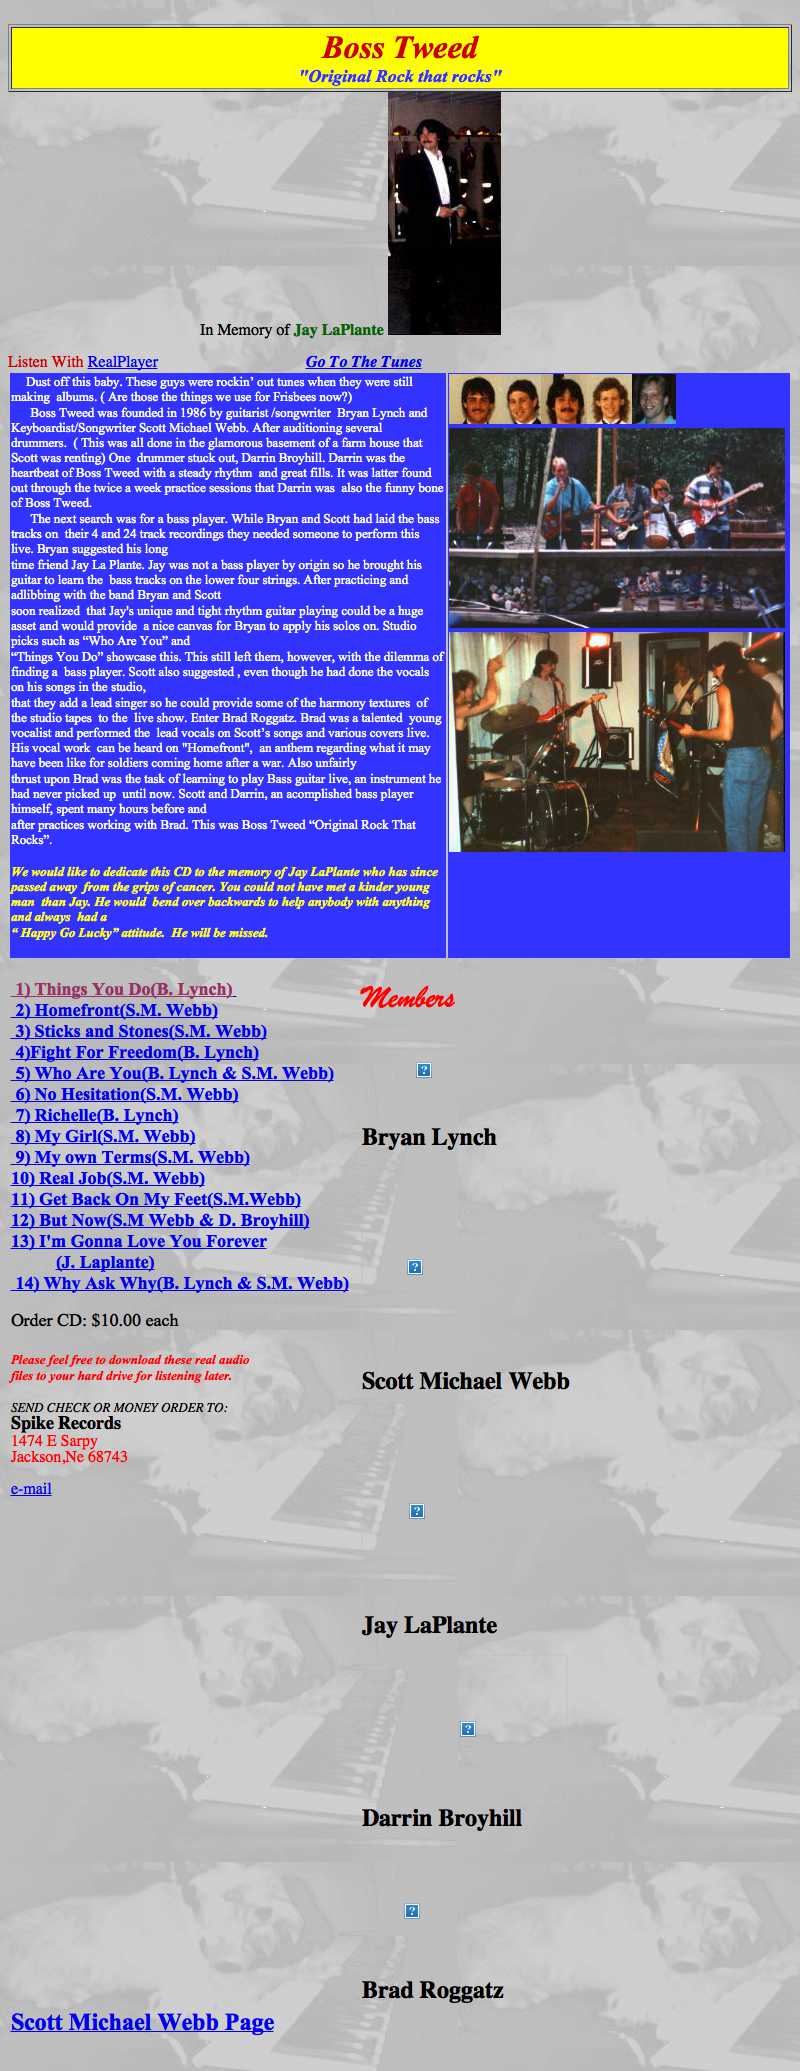 Boss Tweed
"Original Rock that rocks"
In Memory of Jay LaPlante
Listen With RealPlayer Go To The Tunes
Dust off this baby. These guys were rockin’ out tunes when they were still
making albums. ( Are those the things we use for Frisbees now?)
Boss Tweed was founded in 1986 by guitarist /songwriter Bryan Lynch and
Keyboardist/Songwriter Scott Michael Webb. After auditioning several
drummers. ( This was all done in the glamorous basement of a farm house that
Scott was renting) One drummer stuck out, Darrin Broyhill. Darrin was the
heartbeat of Boss Tweed with a steady rhythm and great fills. It was latter found
out through the twice a week practice sessions that Darrin was also the funny bone
of Boss Tweed.
The next search was for a bass player. While Bryan and Scott had laid the bass
tracks on their 4 and 24 track recordings they needed someone to perform this
live. Bryan suggested his long
time friend Jay La Plante. Jay was not a bass player by origin so he brought his
guitar to learn the bass tracks on the lower four strings. After practicing and
adlibbing with the band Bryan and Scott
soon realized that Jay's unique and tight rhythm guitar playing could be a huge
asset and would provide a nice canvas for Bryan to apply his solos on. Studio
picks such as “Who Are You” and
“Things You Do” showcase this. This still left them, however, with the dilemma of
finding a bass player. Scott also suggested , even though he had done the vocals
on his songs in the studio,
that they add a lead singer so he could provide some of the harmony textures of
the studio tapes to the live show. Enter Brad Roggatz. Brad was a talented young
vocalist and performed the lead vocals on Scott’s songs and various covers live.
His vocal work can be heard on "Homefront", an anthem regarding what it may
have been like for soldiers coming home after a war. Also unfairly
thrust upon Brad was the task of learning to play Bass guitar live, an instrument he
had never picked up until now. Scott and Darrin, an acomplished bass player
himself, spent many hours before and
after practices working with Brad. This was Boss Tweed “Original Rock That
Rocks”.
We would like to dedicate this CD to the memory of Jay LaPlante who has since
passed away from the grips of cancer. You could not have met a kinder young
man than Jay. He would bend over backwards to help anybody with anything
and always had a
“ Happy Go Lucky” attitude. He will be missed.
1) Things You Do(B. Lynch)
2) Homefront(S.M. Webb)
3) Sticks and Stones(S.M. Webb)
4)Fight For Freedom(B. Lynch)
5) Who Are You(B. Lynch & S.M. Webb)
6) No Hesitation(S.M. Webb)
7) Richelle(B. Lynch)
8) My Girl(S.M. Webb)
9) My own Terms(S.M. Webb)
10) Real Job(S.M. Webb)
11) Get Back On My Feet(S.M.Webb)
12) But Now(S.M Webb & D. Broyhill)
13) I'm Gonna Love You Forever
(J. Laplante)
14) Why Ask Why(B. Lynch & S.M. Webb)
Order CD: $10.00 each
Please feel free to download these real audio
files to your hard drive for listening later.
SEND CHECK OR MONEY ORDER TO:
Spike Records
1474 E Sarpy
Jackson,Ne 68743
e-mail
Members
Bryan Lynch
Scott Michael Webb
Jay LaPlante
Darrin Broyhill
Brad Roggatz
Scott Michael Webb Page